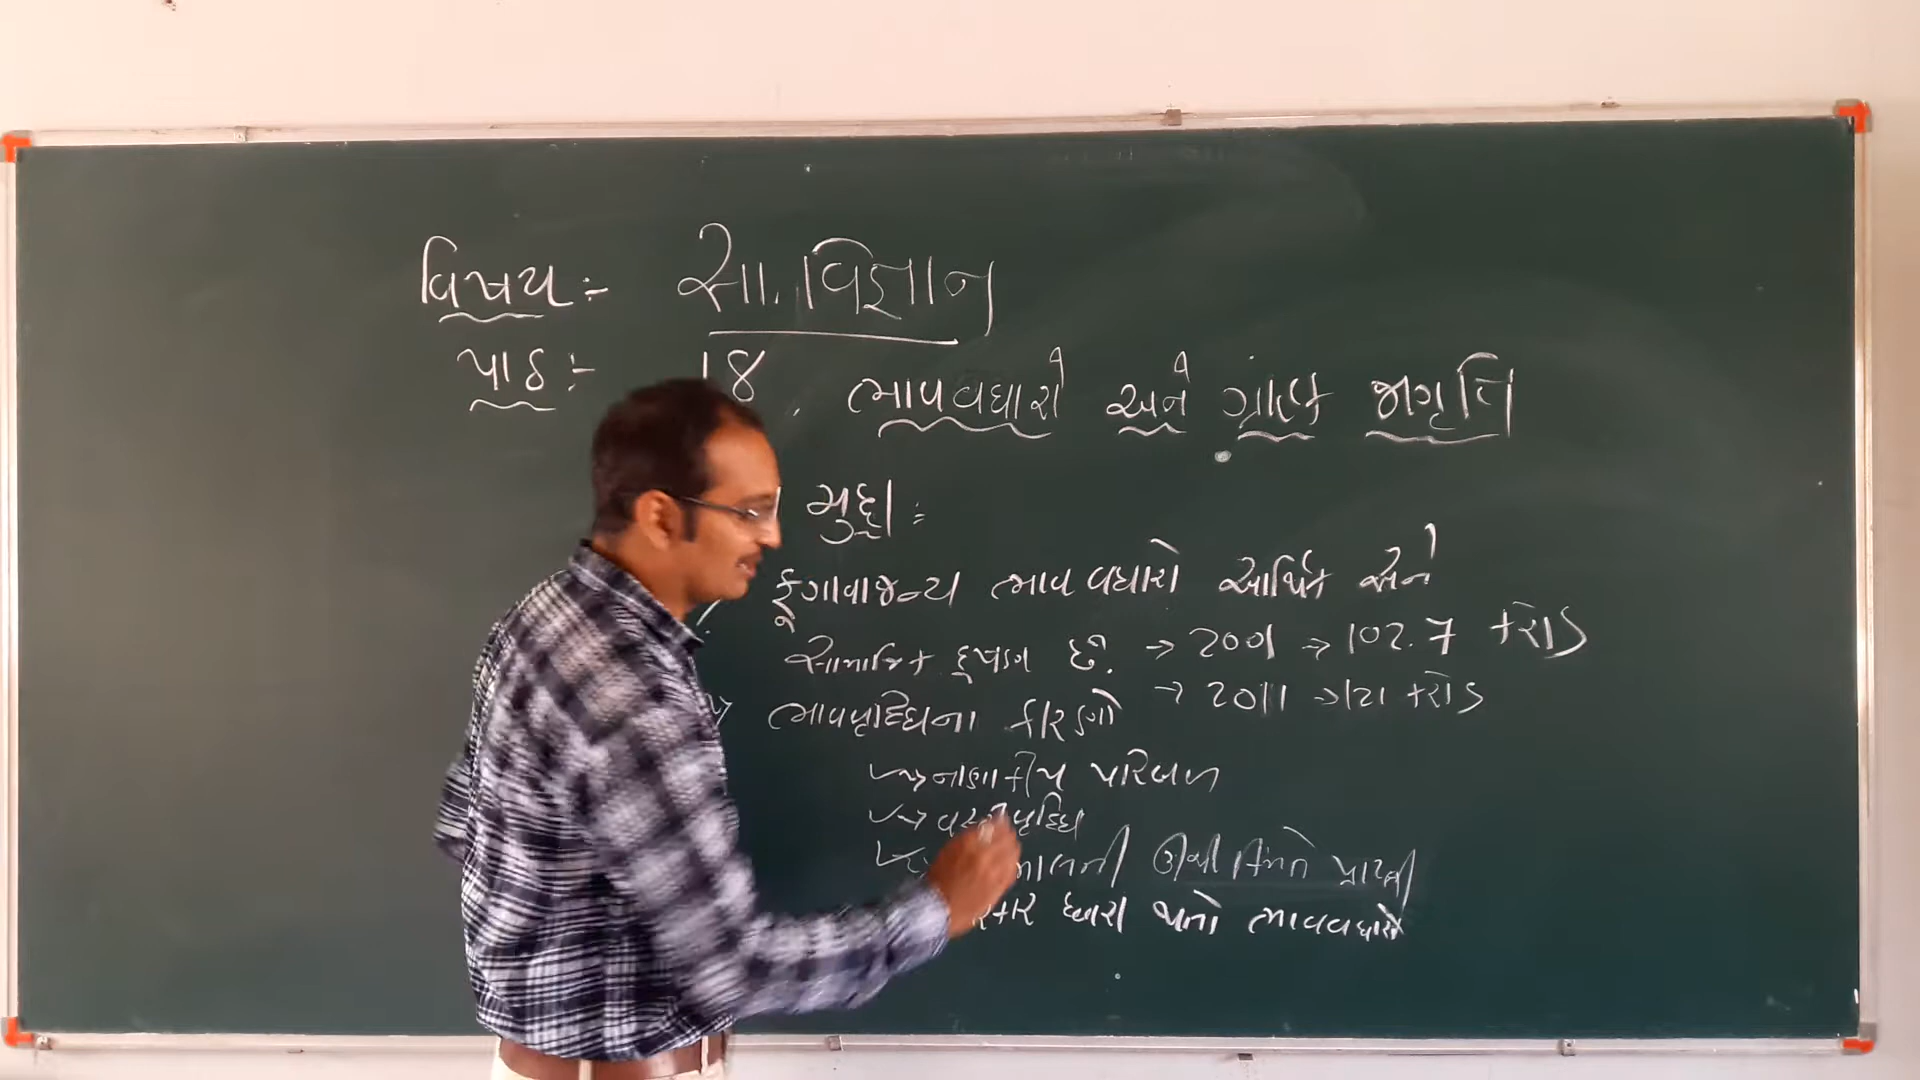 વિષય :- સા. વિજ્ઞાન
પાઠ :- 18. ભાવવધારો અને ગ્રાહક જાગૃતિ
મુદ્દા :
ફૂગાવાજન્ય ભાવ વધારો આર્થિક અને
સામાજિક દૂષણ છે. → 2001 → 102.7 કરોડ
ભાવવૃદ્ધિના કારણો → 2011 → 121 કરોડ
→ નાણાકીય પરિબળ
→ વસ્તીવૃદ્ધિ
માલની ઊંચી કિંમતે પ્રાપ્તી
દ્વારા થતો ભાવવધારો